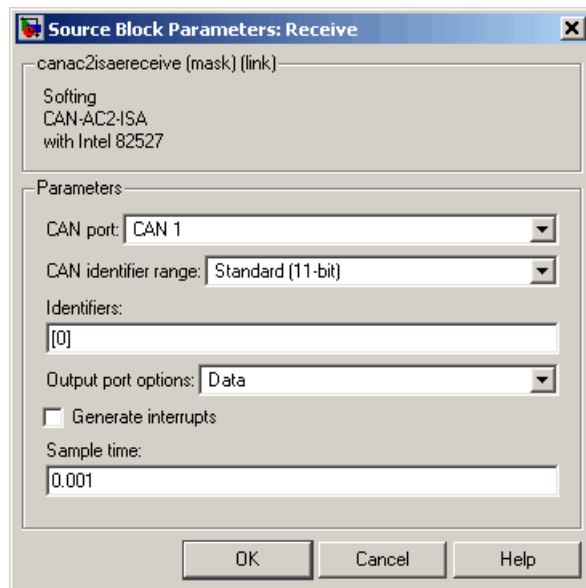 Source Block Parameters: Receive
canac2isaereceive (mask) (link)
Softing
CAN-AC2-ISA
with Intel 82527
Parameters
CAN port: CAN 1
CAN identifier range: Standard (11-bit)
Identifiers:
[0]
Output port options: Data
Generate interrupts
Sample time:
0.001
OK Cancel Help